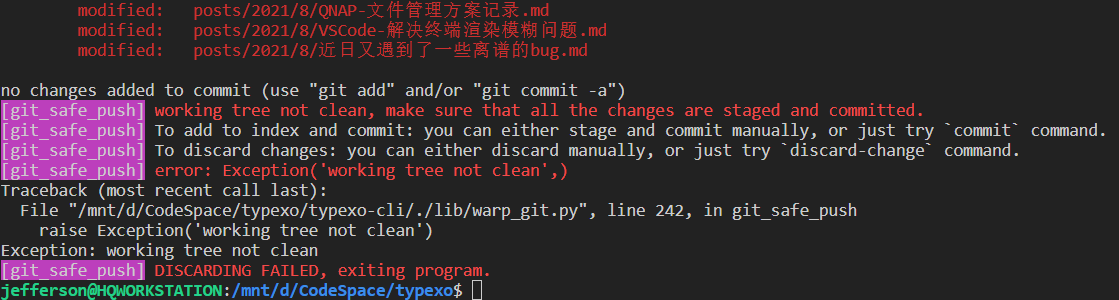 modified:   posts/2021/8/QNAP-文件管理方案记录.md
modified:   posts/2021/8/VSCode-解决终端渲染模糊问题.md
modified:   posts/2021/8/近日又遇到了一些离谱的bug.md
no changes added to commit (use "git add" and/or "git commit -a")
[git_safe_push] working tree not clean, make sure that all the changes are staged and committed.
[git_safe_push] To add to index and commit: you can either stage and commit manually, or just try `commit` command.
[git_safe_push] To discard changes: you can either discard manually, or just try `discard-change` command.
[git_safe_push] error: Exception('working tree not clean',)
Traceback (most recent call last):
  File "/mnt/d/CodeSpace/typexo/typexo-cli/./lib/warp_git.py", line 242, in git_safe_push
    raise Exception('working tree not clean')
Exception: working tree not clean
[git_safe_push] DISCARDING FAILED, exiting program.
jefferson@HQWORKSTATION:/mnt/d/CodeSpace/typexo$